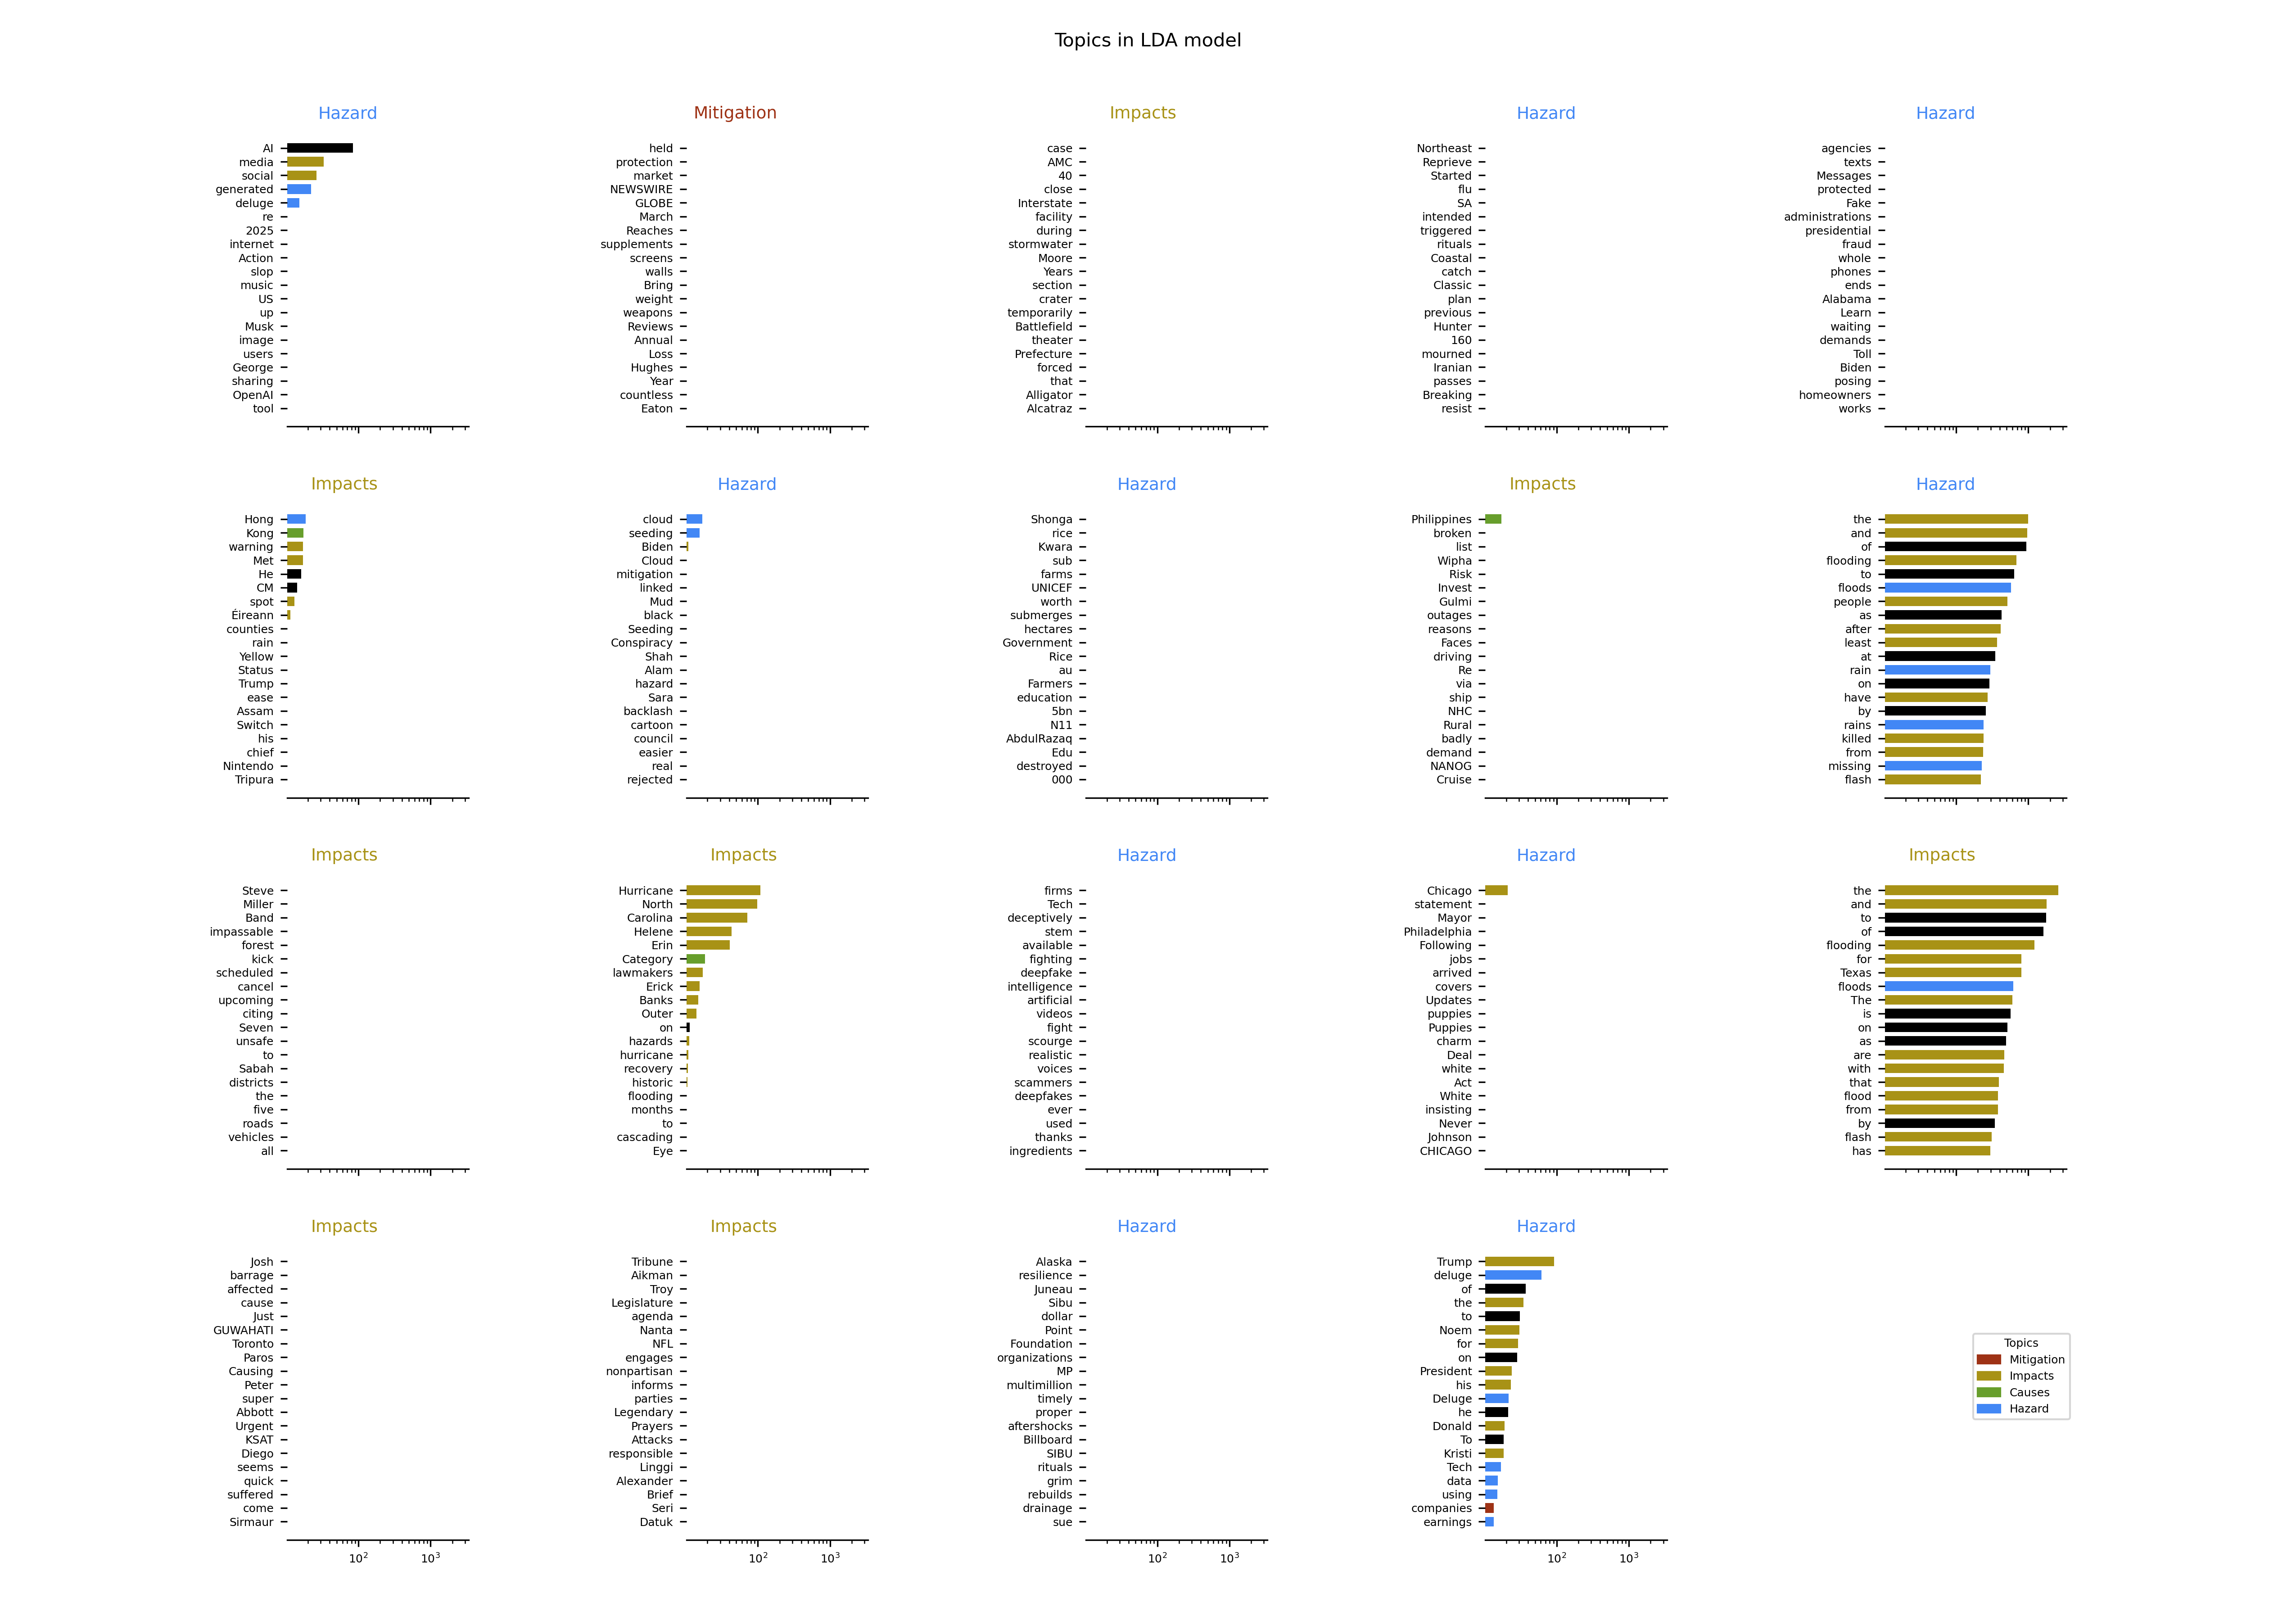 Topics in LDA model
Hazard
AI
media
social
generated
deluge
re
2025
internet
Action
slop
music
US
up
Musk
image
users
George
sharing
OpenAI
tool
Mitigation
held
protection
market
NEWSWIRE
GLOBE
March
Reaches
supplements
screens
walls
Bring
weight
weapons
Reviews
Annual
Loss
Hughes
Year
countless
Eaton
Impacts
case
AMC
40
close
Interstate
facility
during
stormwater
Moore
Years
section
crater
temporarily
Battlefield
theater
Prefecture
forced
that
Alligator
Alcatraz
Hazard
Northeast
Reprieve
Started
flu
SA
intended
triggered
rituals
Coastal
catch
Classic
plan
previous
Hunter
160
mourned
Iranian
passes
Breaking
resist
Hazard
agencies
texts
Messages
protected
Fake
administrations
presidential
fraud
whole
phones
ends
Alabama
Learn
waiting
demands
Toll
Biden
posing
homeowners
works
Impacts
Hong
Kong
warning
Met
He
CM
spot
Éireann
counties
rain
Yellow
Status
Trump
ease
Assam
Switch
his
chief
Nintendo
Tripura
Hazard
cloud
seeding
Biden
Cloud
mitigation
linked
Mud
black
Seeding
Conspiracy
Shah
Alam
hazard
Sara
backlash
cartoon
council
easier
real
rejected
Hazard
Shonga
rice
Kwara
sub
farms
UNICEF
worth
submerges
hectares
Government
Rice
au
Farmers
education
5bn
N11
AbdulRazaq
Edu
destroyed
000
Impacts
Philippines
broken
list
Wipha
Risk
Invest
Gulmi
outages
reasons
Faces
driving
Re
via
ship
NHC
Rural
badly
demand
NANOG
Cruise
Hazard
the
and
of
flooding
to
floods
people
as
after
least
at
rain
on
have
by
rains
killed
from
missing
flash
Impacts
Steve
Miller
Band
impassable
forest
kick
scheduled
cancel
upcoming
citing
Seven
unsafe
to
Sabah
districts
the
five
roads
vehicles
all
Impacts
Hurricane
North
Carolina
Helene
Erin
Category
lawmakers
Erick
Banks
Outer
on
hazards
hurricane
recovery
historic
flooding
months
to
cascading
Eye
Hazard
firms
Tech
deceptively
stem
available
fighting
deepfake
intelligence
artificial
videos
fight
scourge
realistic
voices
scammers
deepfakes
ever
used
thanks
ingredients
Hazard
Chicago
statement
Mayor
Philadelphia
Following
jobs
arrived
covers
Updates
puppies
Puppies
charm
Deal
white
Act
White
insisting
Never
Johnson
CHICAGO
Impacts
the
and
to
of
flooding
for
Texas
floods
The
is
on
as
are
with
that
flood
from
by
flash
has
Impacts
Josh
barrage
affected
cause
Just
GUWAHATI
Toronto
Paros
Causing
Peter
super
Abbott
Urgent
KSAT
Diego
seems
quick
suffered
come
Sirmaur
10²
10³
Impacts
Tribune
Aikman
Troy
Legislature
agenda
Nanta
NFL
engages
nonpartisan
informs
parties
Legendary
Prayers
Attacks
responsible
Linggi
Alexander
Brief
Seri
Datuk
10²
10³
Hazard
Alaska
resilience
Juneau
Sibu
dollar
Point
Foundation
organizations
MP
multimillion
timely
proper
aftershocks
Billboard
SIBU
rituals
grim
rebuilds
drainage
sue
10²
10³
Hazard
Trump
deluge
of
the
to
Noem
for
on
President
his
Deluge
he
Donald
To
Kristi
Tech
data
using
companies
earnings
10²
10³
Topics
Mitigation
Impacts
Causes
Hazard